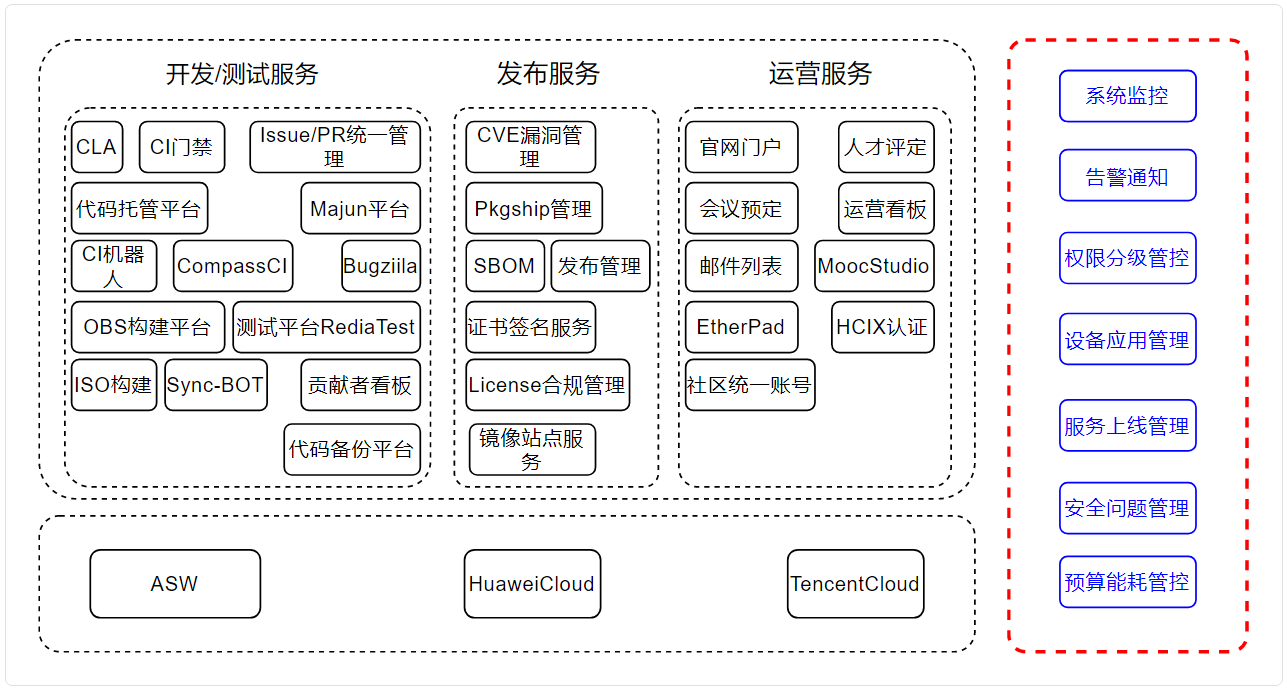 开发/测试服务
发布服务
运营服务
CLA
CI门禁
Issue/PR统一管
理
代码托管平台
Majun平台
CI机器
人
CompassCI
Bugziila
OBS构建平台
测试平台RediaTest
ISO构建
Sync-BOT
贡献者看板
代码备份平台
CVE漏洞管
理
Pkgship管理
SBOM
发布管理
证书签名服务
License合规管理
镜像站点服
务
官网门户
人才评定
会议预定
运营看板
邮件列表
MoocStudio
EtherPad
HCIX认证
社区统一账号
ASW
HuaweiCloud
TencentCloud
系统监控
告警通知
权限分级管控
设备应用管理
服务上线管理
安全问题管理
预算能耗管控